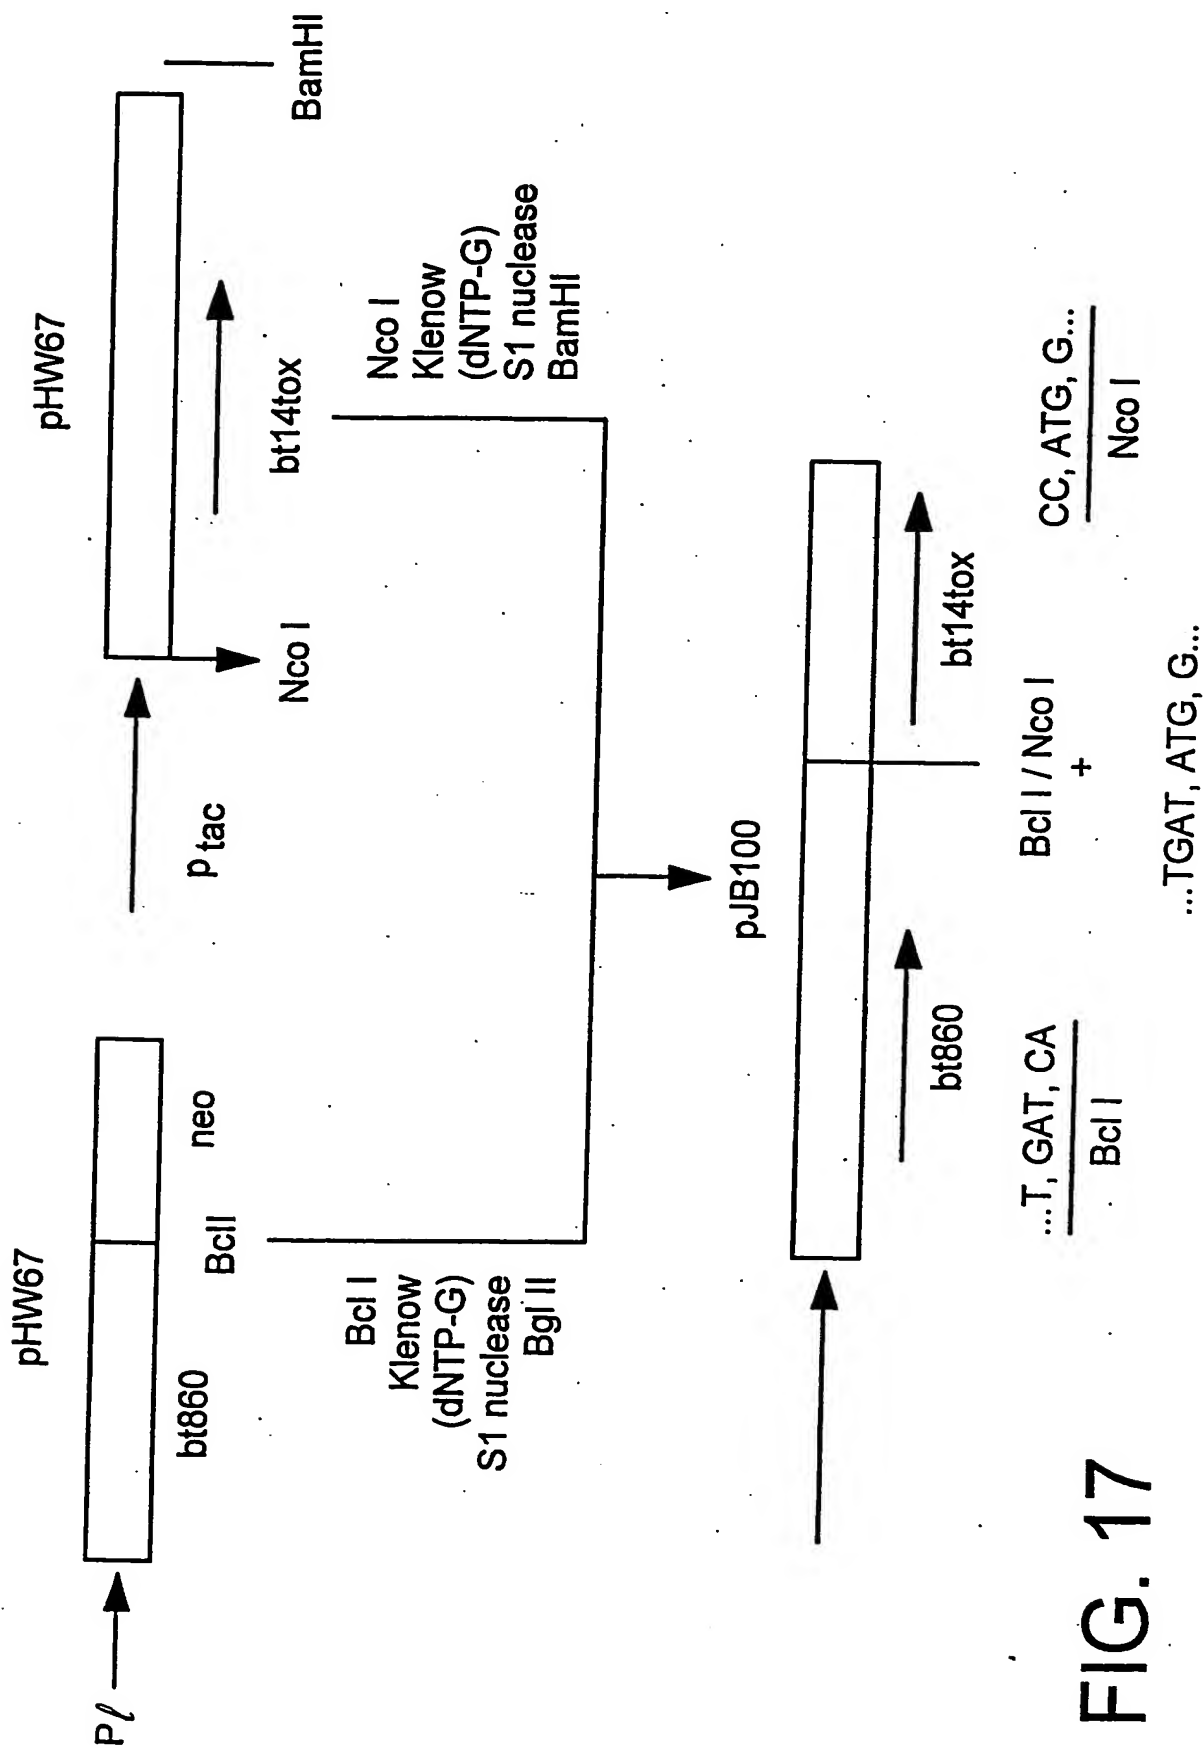 pHW67
Pℓ
bt860
BclI
neo
Bcl I
Klenow
(dNTP-G)
S1 nuclease
Bgl II
pHW67
p tac
Nco I
bt14tox
BamHI
Nco I
Klenow
(dNTP-G)
S1 nuclease
BamHI
pJB100
bt860
bt14tox
...T, GAT, CA
Bcl I
Bcl I / Nco I
+
CC, ATG, G...
Nco I
...TGAT, ATG, G...
FIG. 17